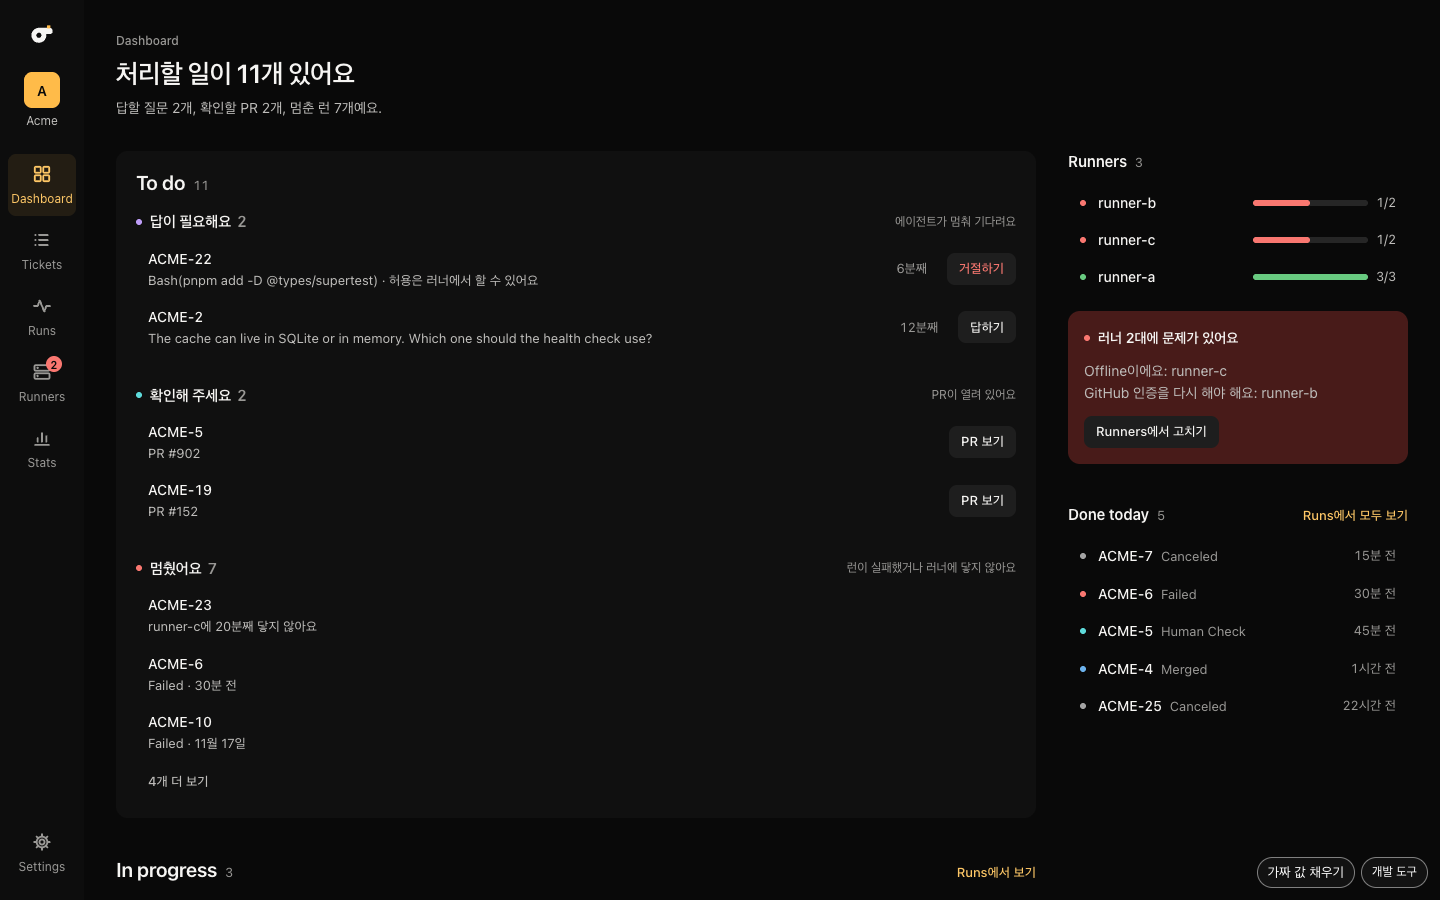 A
Acme
Dashboard
Tickets
Runs
2
Runners
Stats
Settings
Dashboard
처리할 일이 11개 있어요
답할 질문 2개, 확인할 PR 2개, 멈춘 런 7개예요.
To do 11
답이 필요해요 2
에이전트가 멈춰 기다려요
ACME-22
Bash(pnpm add -D @types/supertest) · 허용은 러너에서 할 수 있어요
6분째
거절하기
ACME-2
The cache can live in SQLite or in memory. Which one should the health check use?
12분째
답하기
확인해 주세요 2
PR이 열려 있어요
ACME-5
PR #902
PR 보기
ACME-19
PR #152
PR 보기
멈췄어요 7
런이 실패했거나 러너에 닿지 않아요
ACME-23
runner-c에 20분째 닿지 않아요
ACME-6
Failed · 30분 전
ACME-10
Failed · 11월 17일
4개 더 보기
In progress 3
Runs에서 보기
Runners 3
runner-b 1/2
runner-c 1/2
runner-a 3/3
러너 2대에 문제가 있어요
Offline이에요: runner-c
GitHub 인증을 다시 해야 해요: runner-b
Runners에서 고치기
Done today 5
Runs에서 모두 보기
ACME-7 Canceled 15분 전
ACME-6 Failed 30분 전
ACME-5 Human Check 45분 전
ACME-4 Merged 1시간 전
ACME-25 Canceled 22시간 전
가짜 값 채우기
개발 도구